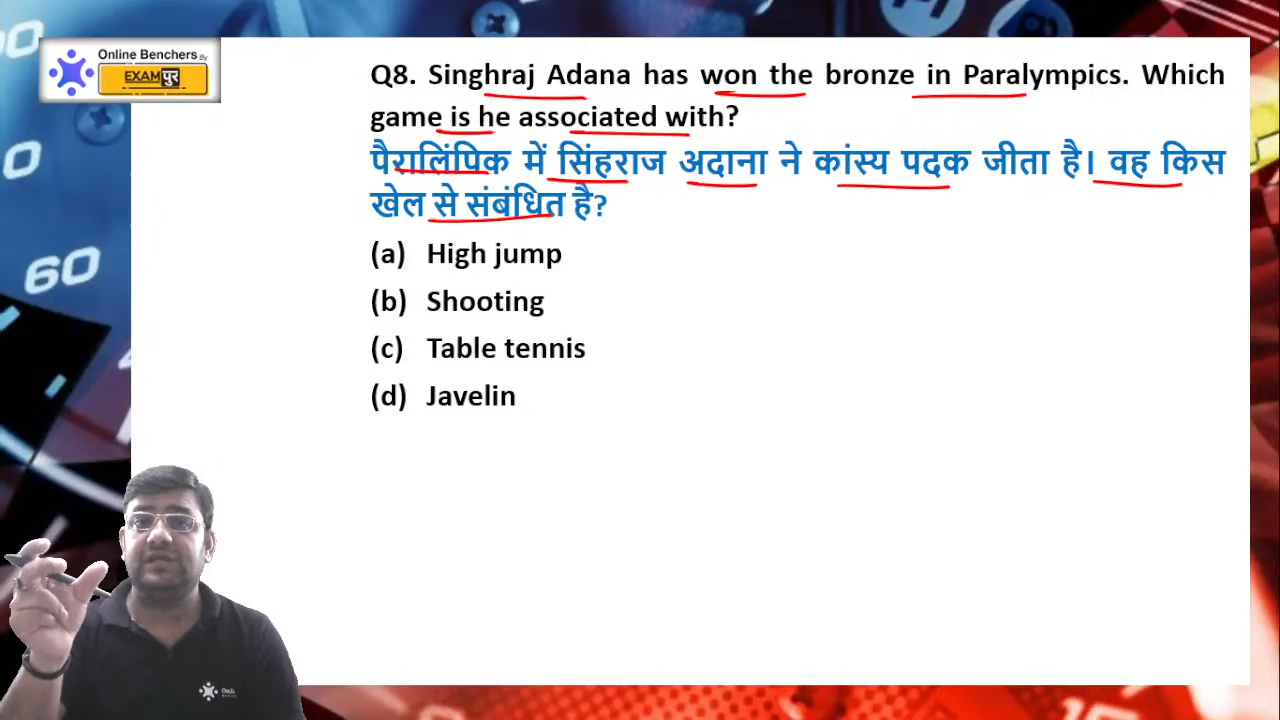 Online Benchers By
EXAMपुर
Q8. Singhraj Adana has won the bronze in Paralympics. Which
game is he associated with?
पैरालिंपिक में सिंहराज अदाना ने कांस्य पदक जीता है। वह किस
खेल से संबंधित है?
(a) High jump
(b) Shooting
(c) Table tennis
(d) Javelin
60